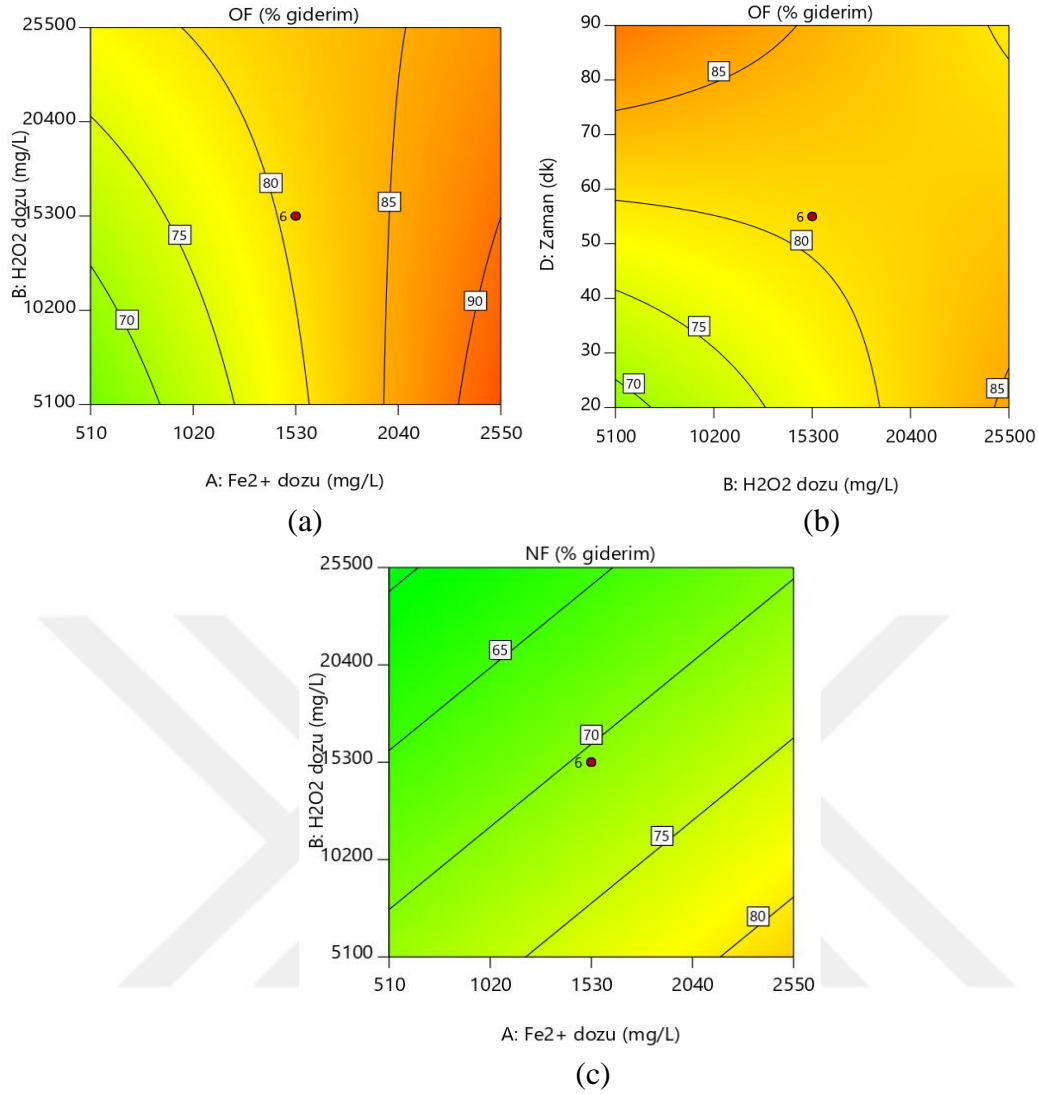 OF (% giderim)
25500
20400
15300
10200
5100
B: H2O2 dozu (mg/L)
80
75
70
85
90
6
510 1020 1530 2040 2550
A: Fe2+ dozu (mg/L)
(a)
OF (% giderim)
90
80
70
60
50
40
30
20
D: Zaman (dk)
85
80
75
70
85
6
5100 10200 15300 20400 25500
B: H2O2 dozu (mg/L)
(b)
NF (% giderim)
25500
20400
15300
10200
5100
B: H2O2 dozu (mg/L)
65
70
75
80
6
510 1020 1530 2040 2550
A: Fe2+ dozu (mg/L)
(c)